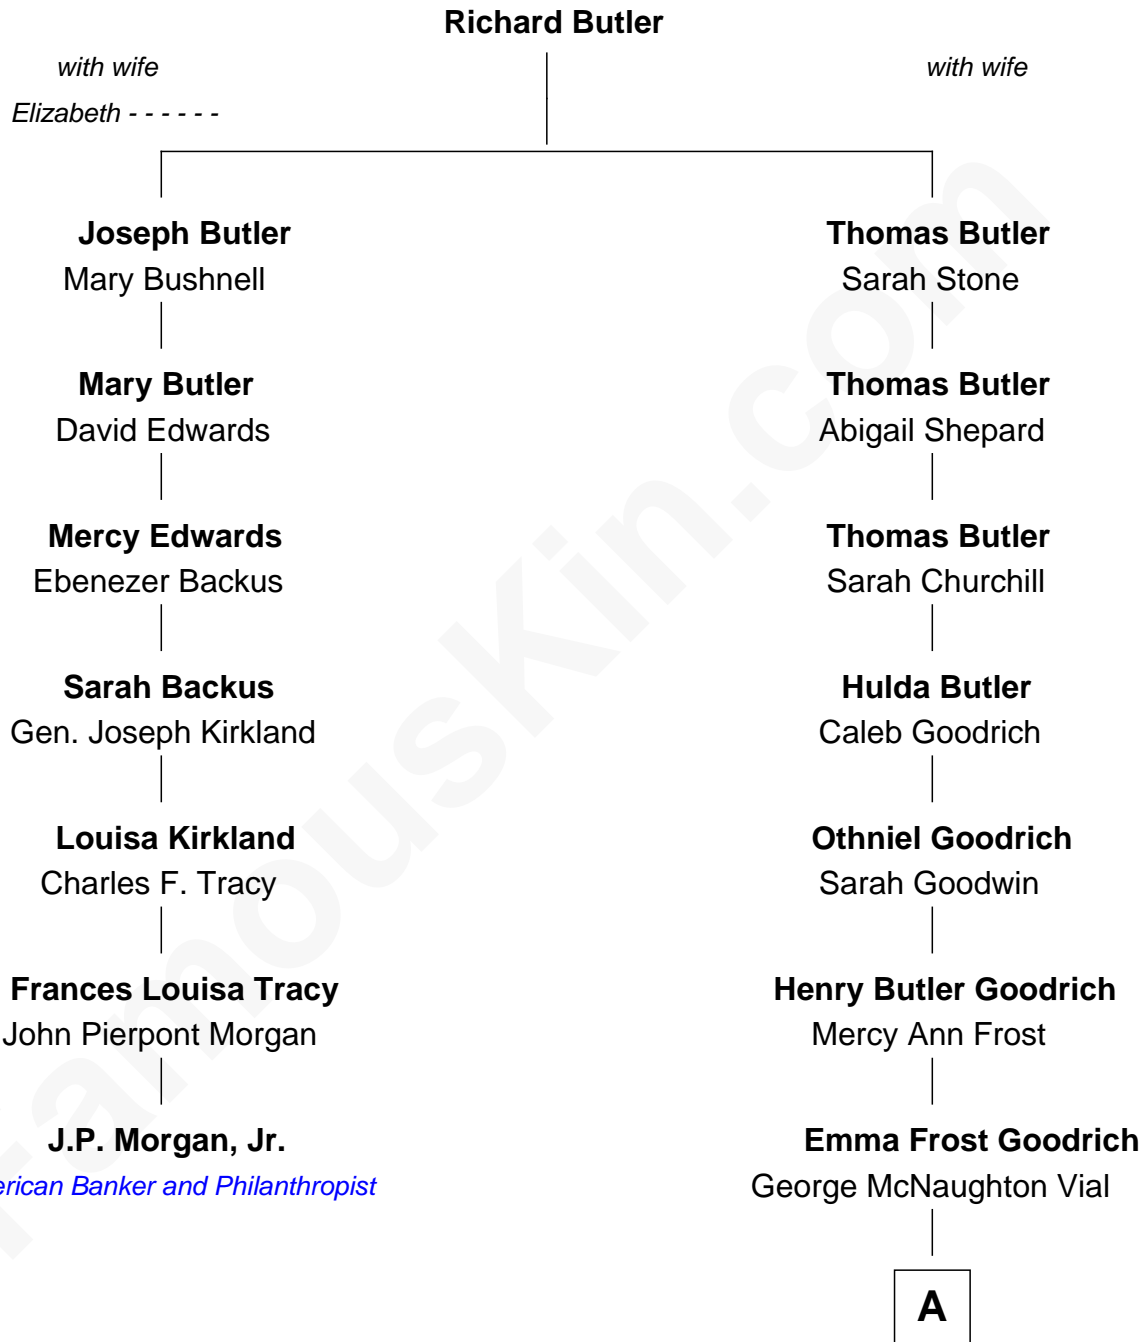 Richard Butler
with wife
with wife
Elizabeth - - - - - -
Joseph Butler
Thomas Butler
Mary Bushnell
Sarah Stone
Mary Butler
Thomas Butler
David Edwards
Abigail Shepard
Mercy Edwards
Thomas Butler
Ebenezer Backus
Sarah Churchill
Sarah Backus
Hulda Butler
Gen. Joseph Kirkland
Caleb Goodrich
Louisa Kirkland
Othniel Goodrich
Charles F. Tracy
Sarah Goodwin
Frances Louisa Tracy
Henry Butler Goodrich
John Pierpont Morgan
Mercy Ann Frost
J.P. Morgan, Jr.
Emma Frost Goodrich
erican Banker and Philanthropist
George McNaughton Vial
A
FamousKin.com